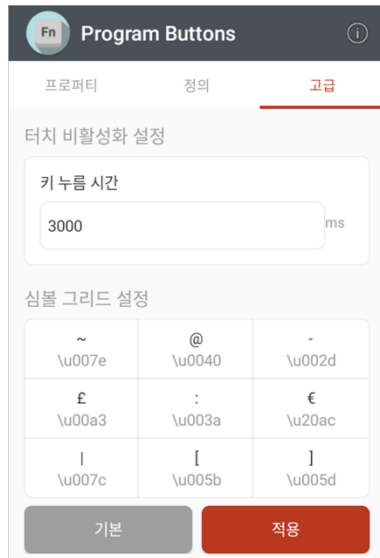 Fn Program Buttons
프로퍼티 정의 고급
터치 비활성화 설정
키 누름 시간
3000 ms
심볼 그리드 설정
~ @ -
\u007e \u0040 \u002d
£ : €
\u00a3 \u003a \u20ac
| [ ]
\u007c \u005b \u005d
기본 적용